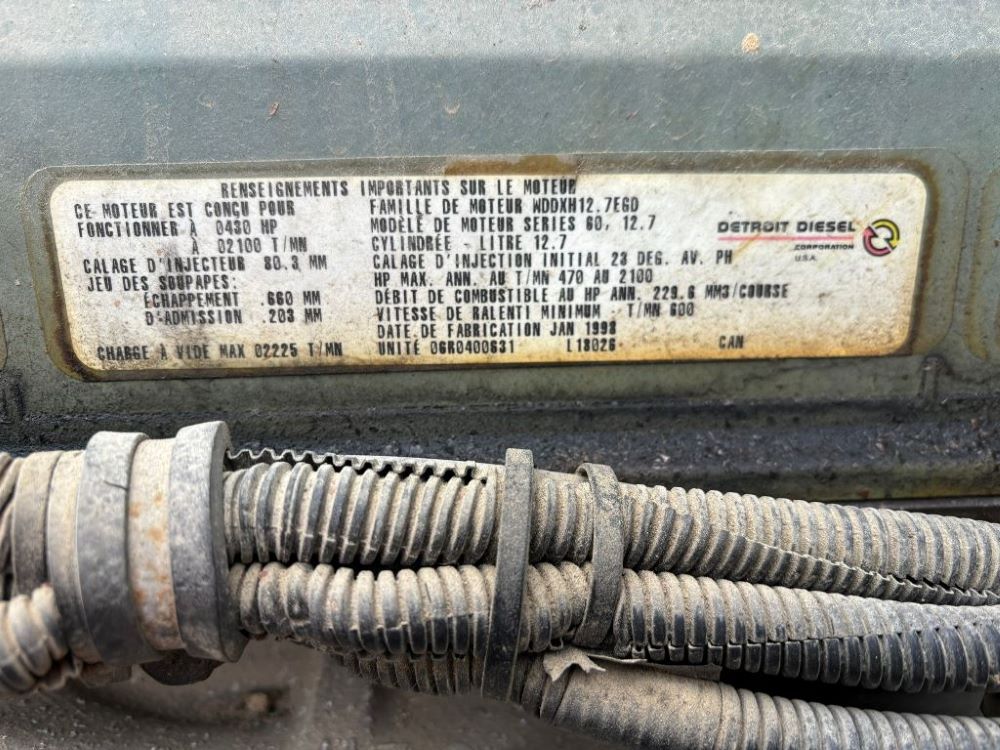 RENSEIGNEMENTS IMPORTANTS SUR LE MOTEUR
CE MOTEUR EST CONÇU POUR
FONCTIONNER À 0430 HP
À 02100 T/MN
CALAGE D'INJECTEUR 80.3 MM
JEU DES SOUPAPES:
ÉCHAPPEMENT .660 MM
D'ADMISSION .203 MM
CHARGE À VIDE MAX 02225 T/MN
FAMILLE DE MOTEUR WDDXH12.7EGD
MODÈLE DE MOTEUR SERIES 60, 12.7
CYLINDRÉE - LITRE 12.7
CALAGE D'INJECTION INITIAL 23 DEG. AV. PH
HP MAX. ANN. AU T/MN 470 AU 2100
DÉBIT DE COMBUSTIBLE AU HP ANN. 229.6 MM3/COURSE
VITESSE DE RALENTI MINIMUM - T/MN 600
DATE DE FABRICATION JAN 1998
UNITÉ 06R0400631 L18026 CAN
DETROIT DIESEL
CORPORATION
U.S.A.